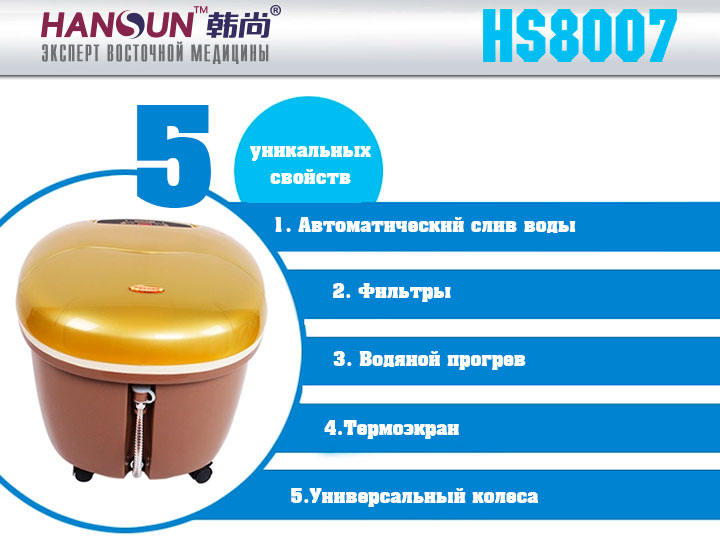 HANSUN™ 韩尚®
ЭКСПЕРТ ВОСТОЧНОЙ МЕДИЦИНЫ
HS8007
5
уникальных
свойств
1. Автоматический слив воды
2. Фильтры
3. Водяной прогрев
4.Термоэкран
5.Универсальный колеса